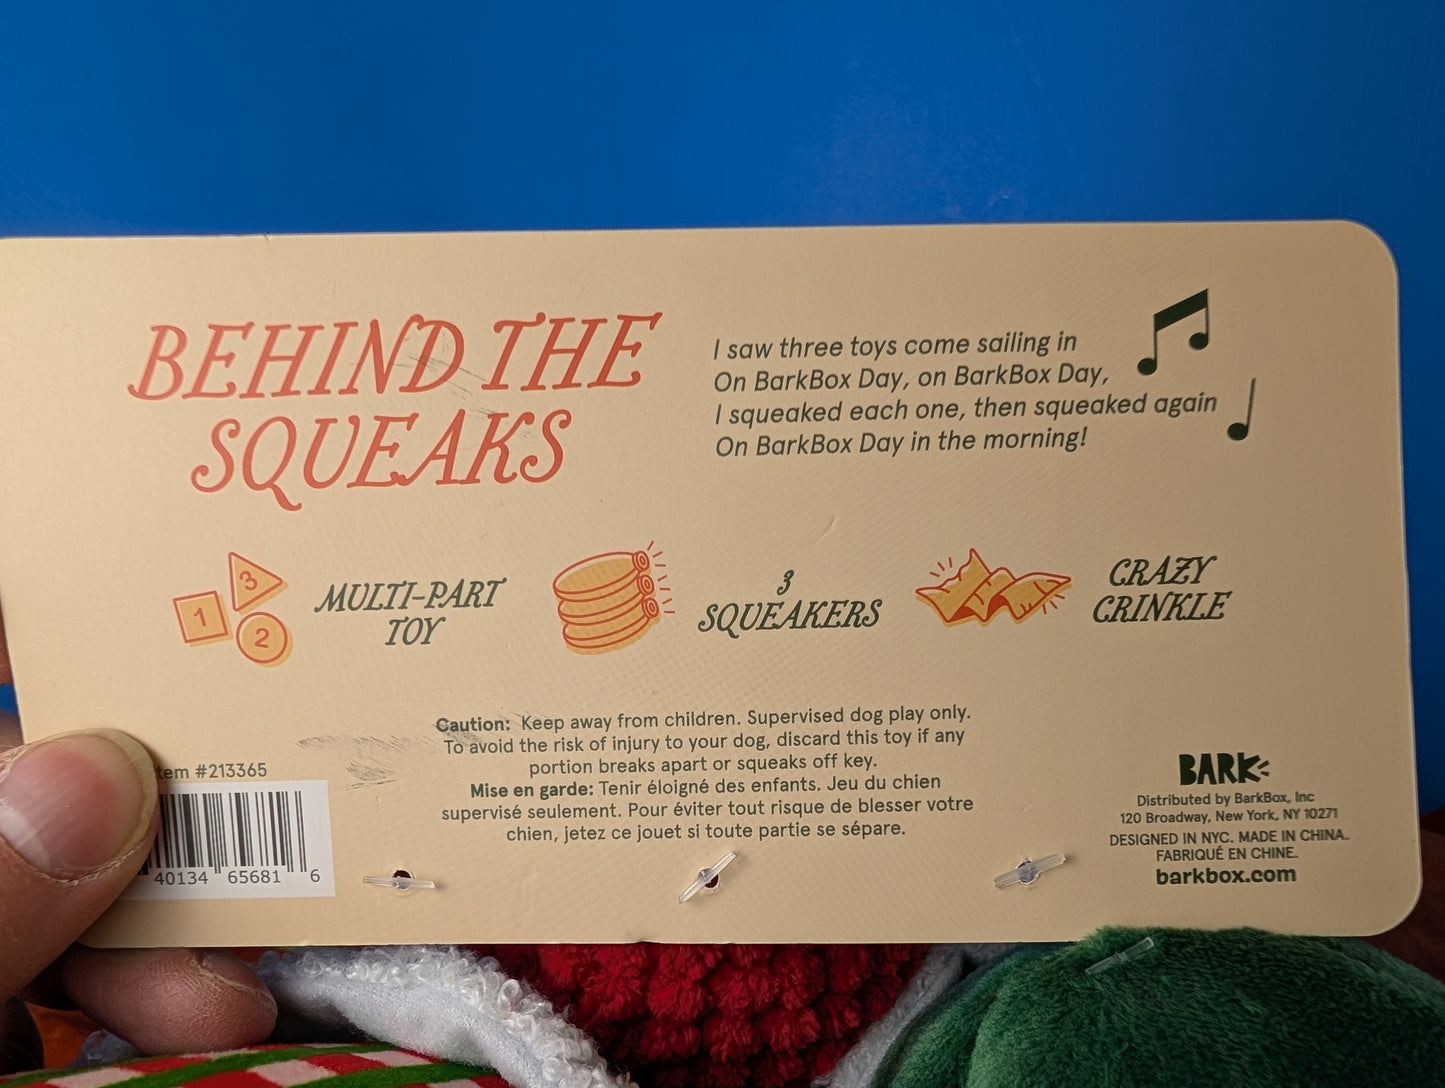 BEHIND THE
SQUEAKS
I saw three toys come sailing in
On BarkBox Day, on BarkBox Day,
I squeaked each one, then squeaked again
On BarkBox Day in the morning!
1
3
2
MULTI-PART
TOY
3
SQUEAKERS
CRAZY
CRINKLE
Caution: Keep away from children. Supervised dog play only.
To avoid the risk of injury to your dog, discard this toy if any
portion breaks apart or squeaks off key.
Mise en garde: Tenir éloigné des enfants. Jeu du chien
supervisé seulement. Pour éviter tout risque de blesser votre
chien, jetez ce jouet si toute partie se sépare.
tem #213365
40134 65681 6
BARK
Distributed by BarkBox, Inc
120 Broadway, New York, NY 10271
DESIGNED IN NYC. MADE IN CHINA.
FABRIQUÉ EN CHINE.
barkbox.com